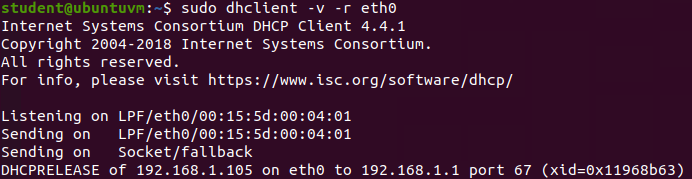 student@ubuntuvm:~$ sudo dhclient -v -r eth0
Internet Systems Consortium DHCP Client 4.4.1
Copyright 2004-2018 Internet Systems Consortium.
All rights reserved.
For info, please visit https://www.isc.org/software/dhcp/

Listening on LPF/eth0/00:15:5d:00:04:01
Sending on   LPF/eth0/00:15:5d:00:04:01
Sending on   Socket/fallback
DHCPRELEASE of 192.168.1.105 on eth0 to 192.168.1.1 port 67 (xid=0x11968b63)